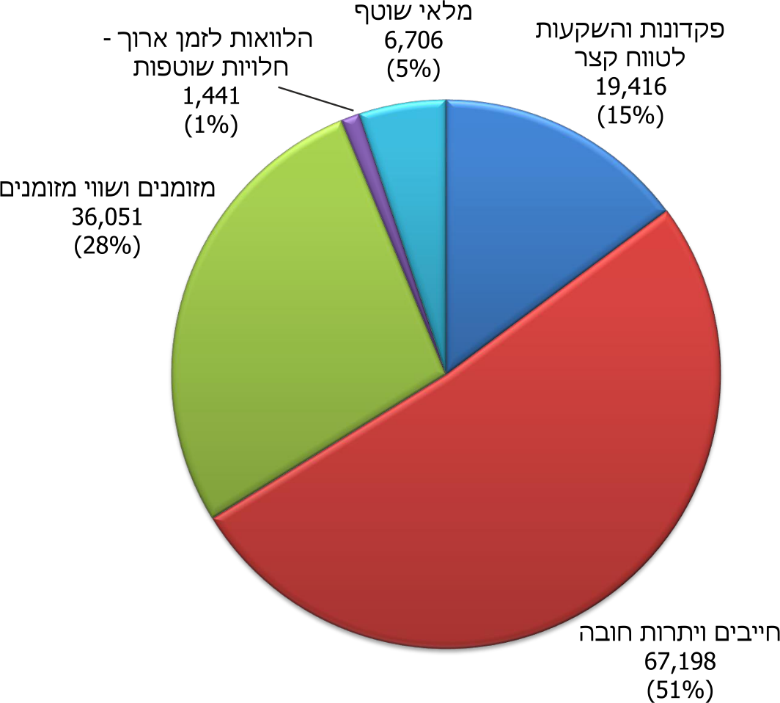 מלאי שוטף
6,706
(5%)
פקדונות והשקעות
לטווח קצר
19,416
(15%)
הלוואות לזמן ארוך -
חלויות שוטפות
1,441
(1%)
מזומנים ושווי מזומנים
36,051
(28%)
חייבים ויתרות חובה
67,198
(51%)